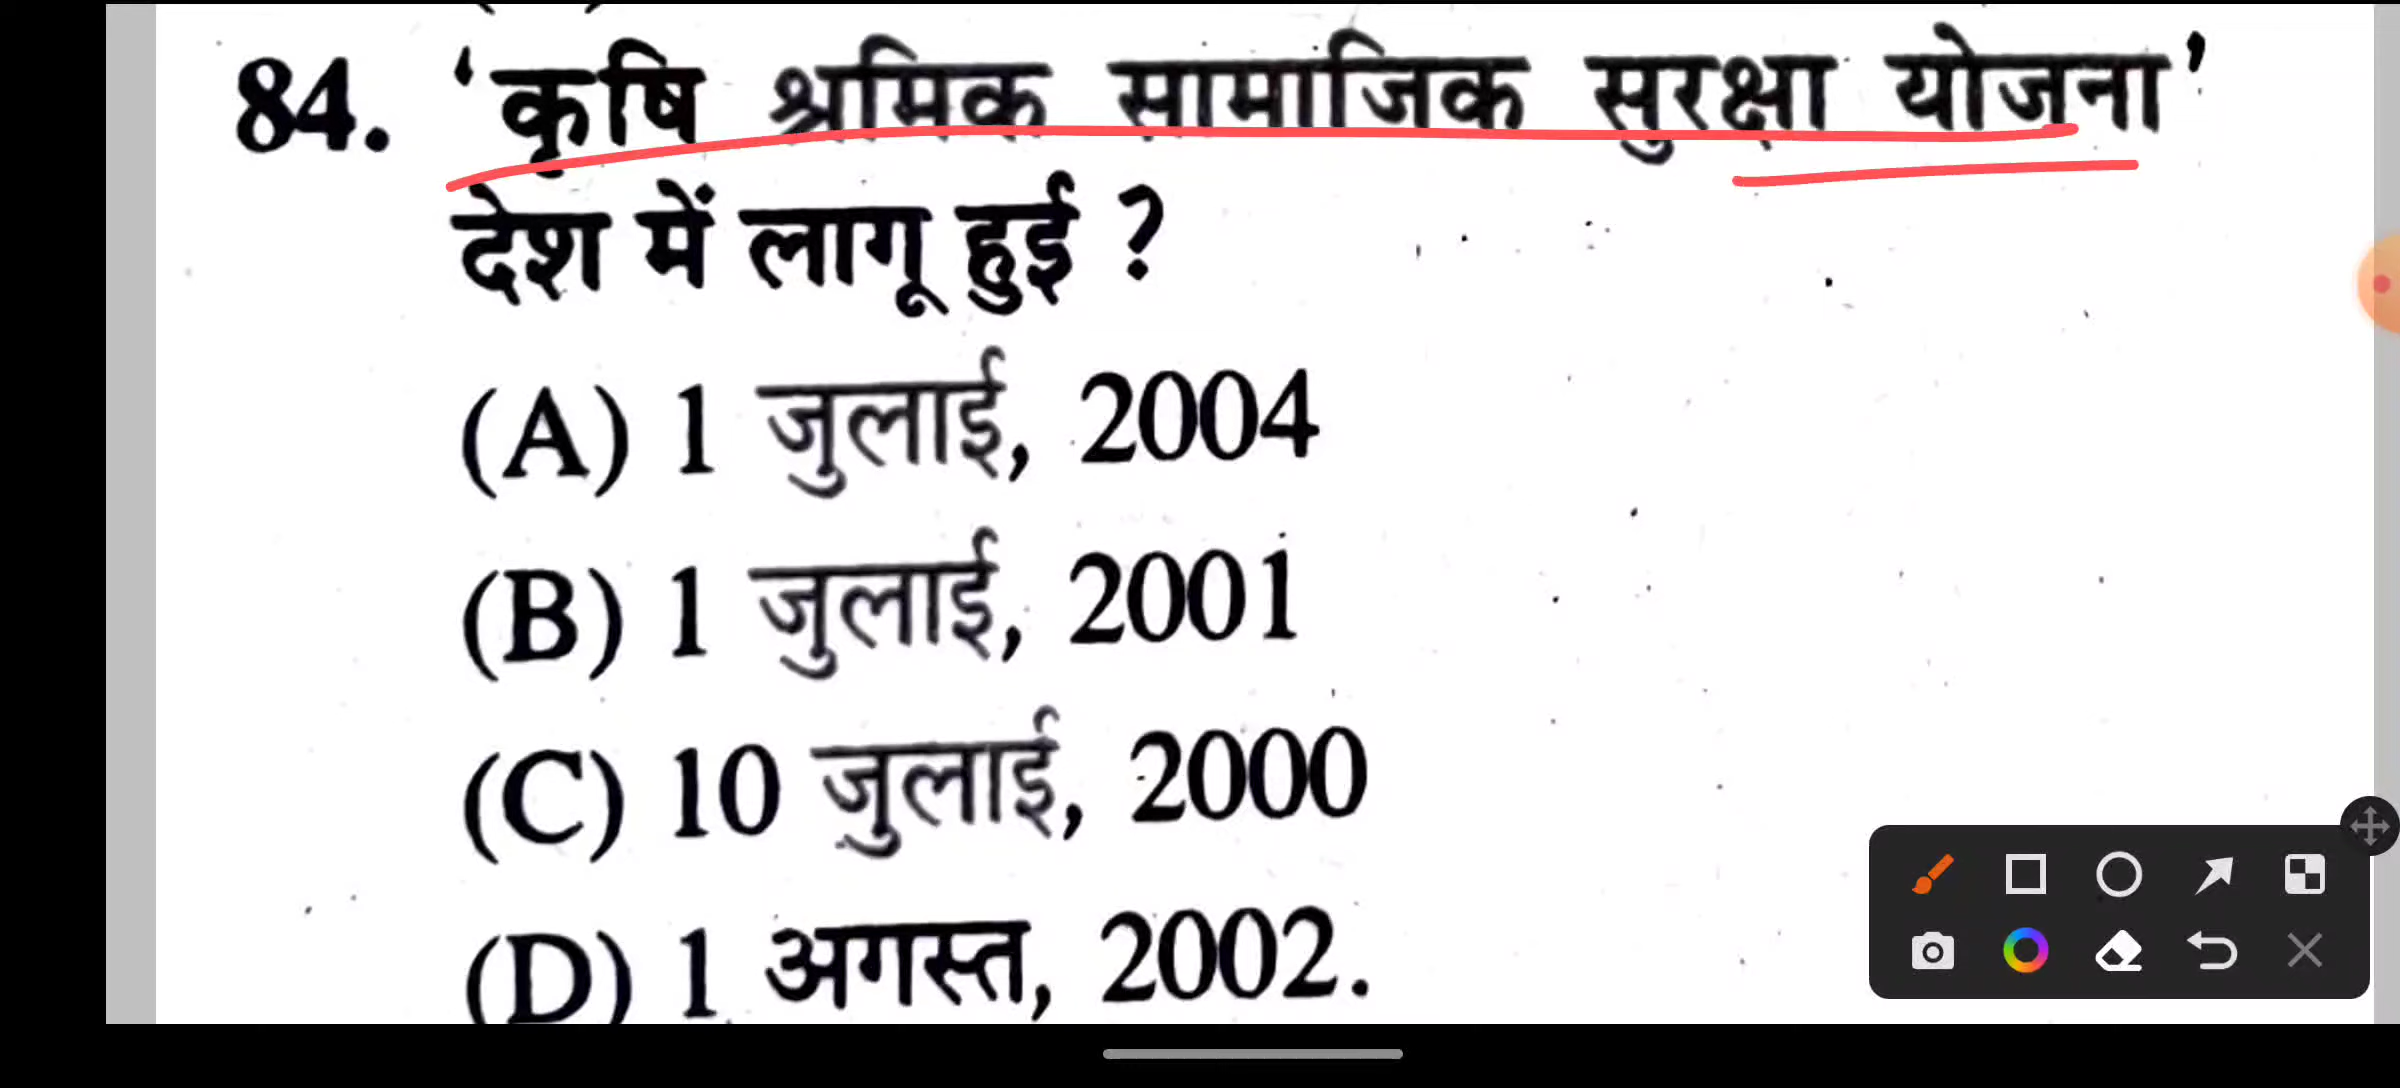 84. ‘कृषि श्रमिक सामाजिक सुरक्षा योजना’
देश में लागू हुई ?
(A) 1 जुलाई, 2004
(B) 1 जुलाई, 2001
(C) 10 जुलाई, 2000
(D) 1 अगस्त, 2002.